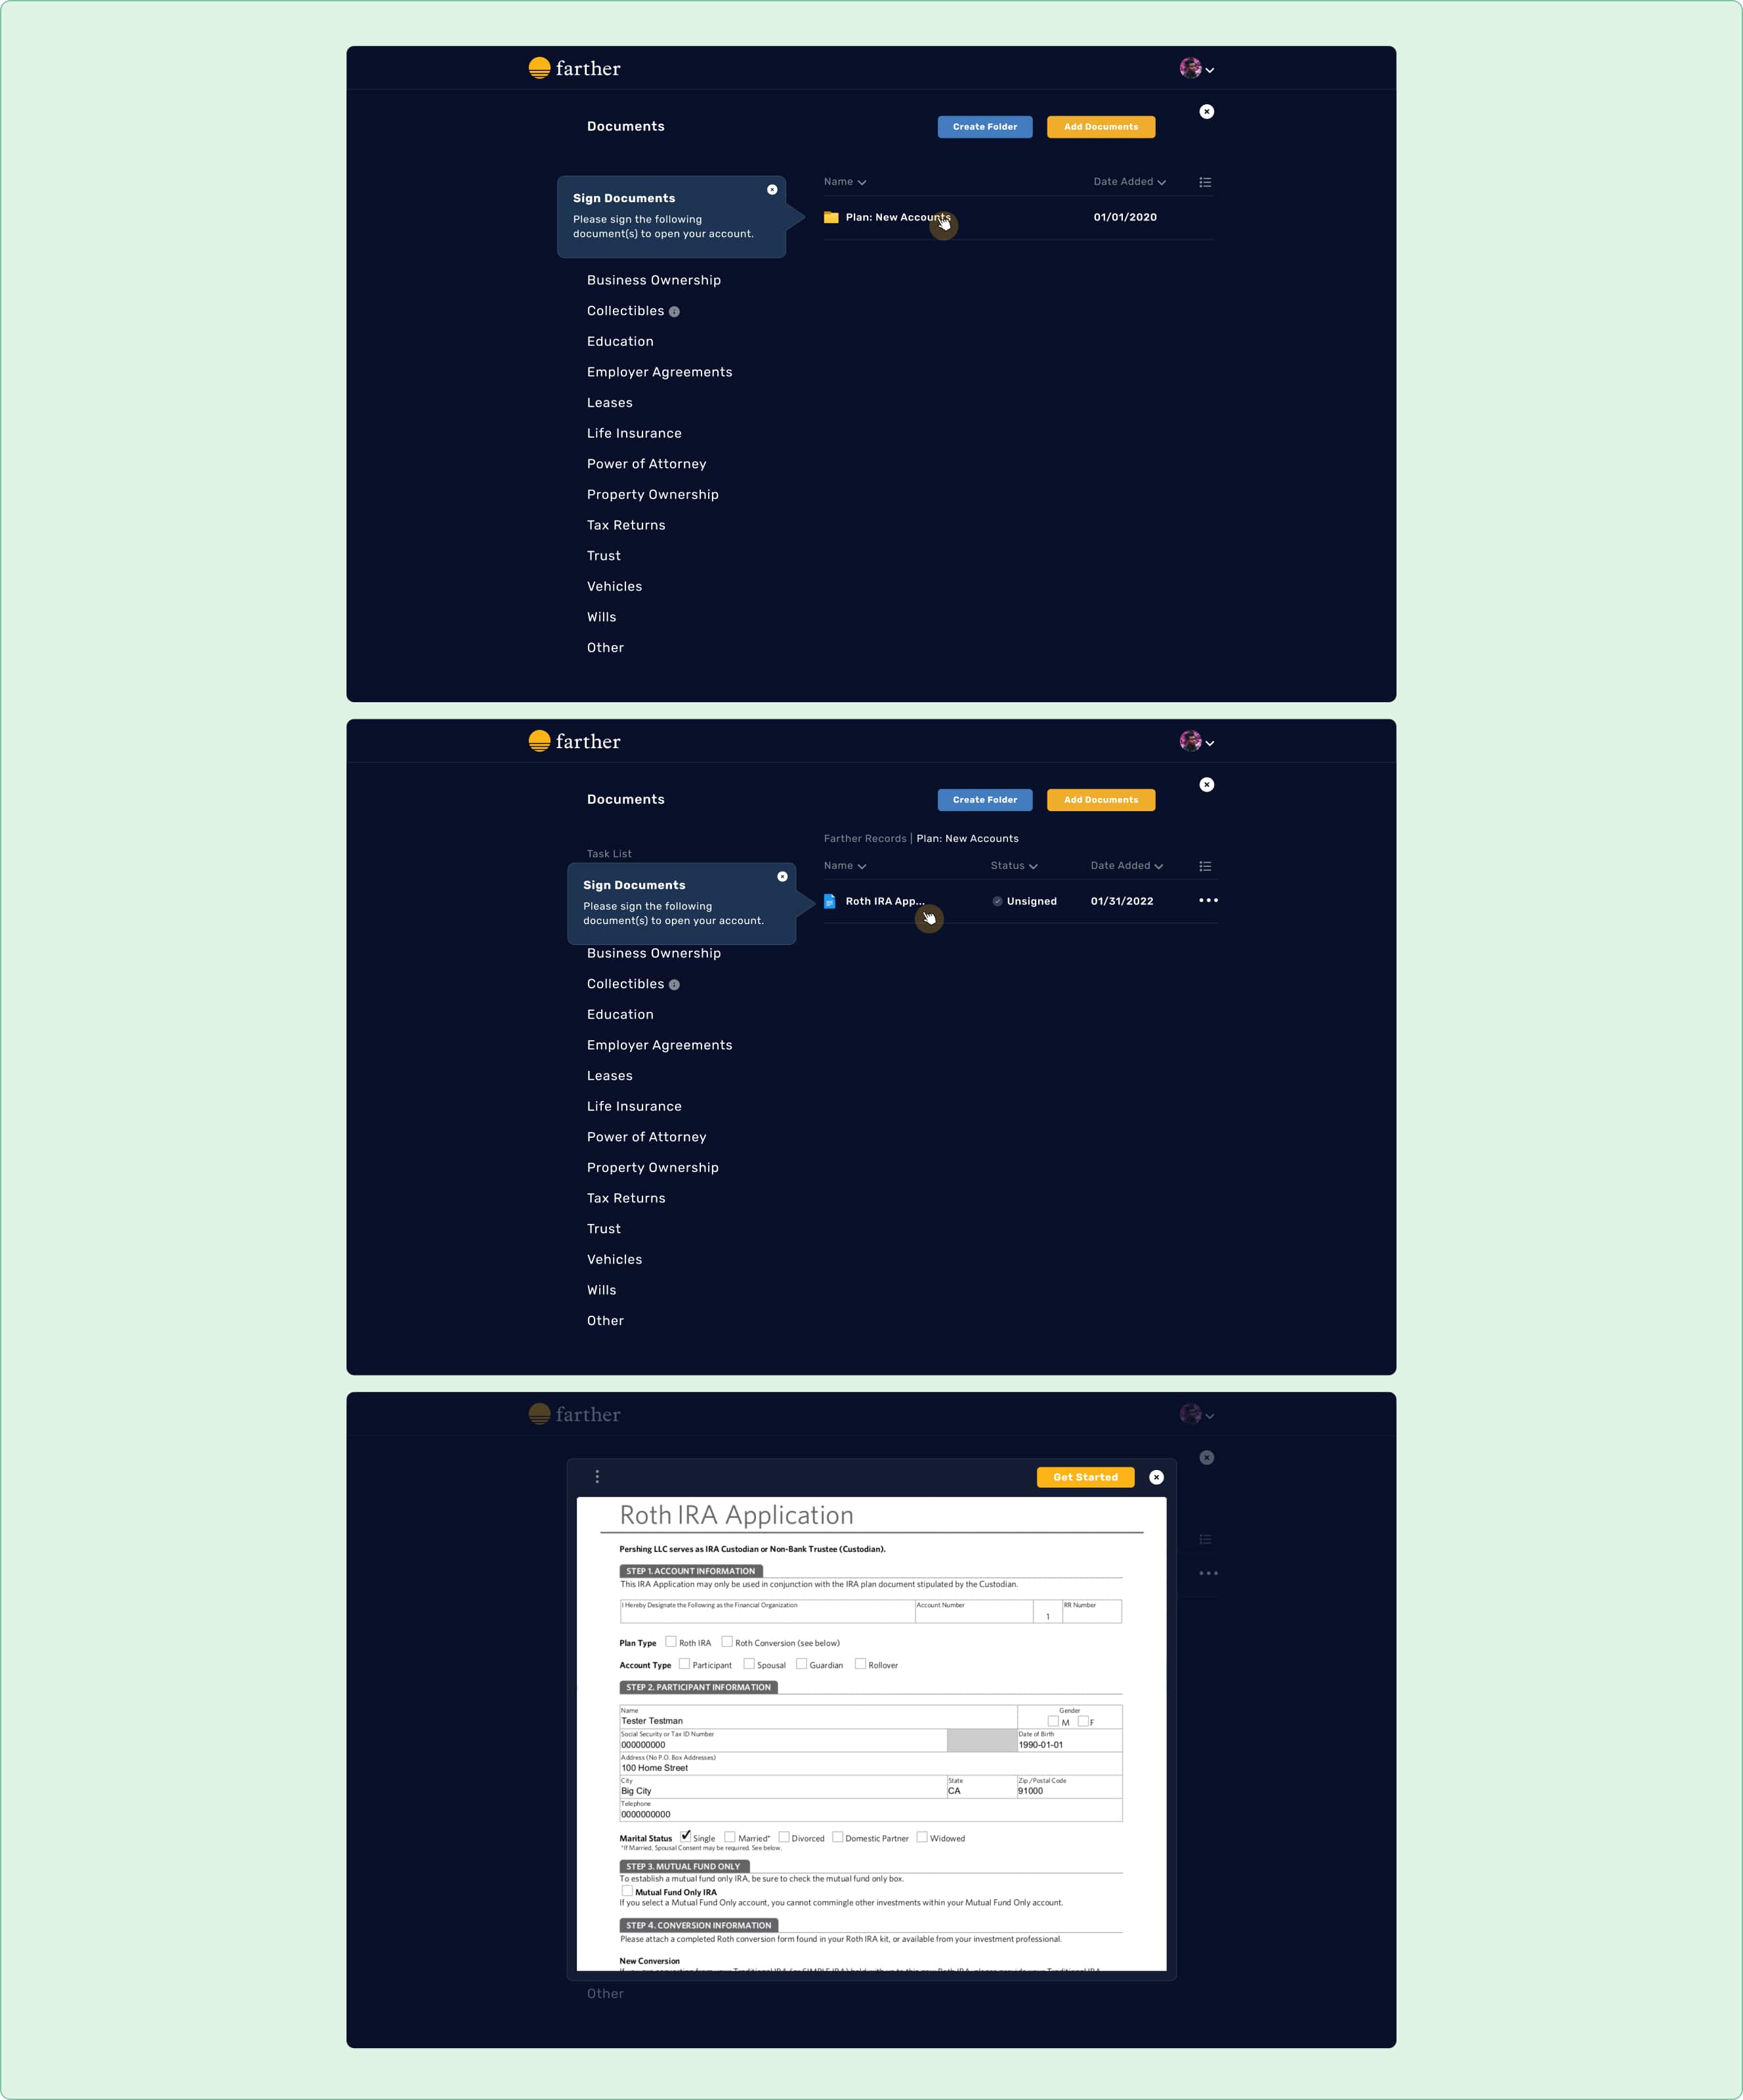 farther
Documents
Create Folder
Add Documents
Sign Documents
Please sign the following
document(s) to open your account.
Name
Date Added
Plan: New Accounts
01/01/2020
Business Ownership
Collectibles
Education
Employer Agreements
Leases
Life Insurance
Power of Attorney
Property Ownership
Tax Returns
Trust
Vehicles
Wills
Other
farther
Documents
Create Folder
Add Documents
Farther Records | Plan: New Accounts
Task List
Name
Status
Date Added
Sign Documents
Please sign the following
document(s) to open your account.
Roth IRA App...
Unsigned
01/31/2022
Business Ownership
Collectibles
Education
Employer Agreements
Leases
Life Insurance
Power of Attorney
Property Ownership
Tax Returns
Trust
Vehicles
Wills
Other
farther
Get Started
Roth IRA Application
Pershing LLC serves as IRA Custodian or Non-Bank Trustee (Custodian).
STEP 1. ACCOUNT INFORMATION
This IRA Application may only be used in conjunction with the IRA plan document stipulated by the Custodian.
I Hereby Designate the Following as the Financial Organization
Account Number
1
RR Number
Plan Type Roth IRA Roth Conversion (see below)
Account Type Participant Spousal Guardian Rollover
STEP 2. PARTICIPANT INFORMATION
Name
Tester Testman
Gender
M F
Social Security or Tax ID Number
000000000
Date of Birth
1990-01-01
Address (No P.O. Box Addresses)
100 Home Street
City
Big City
State
CA
Zip /Postal Code
91000
Telephone
0000000000
Marital Status Single Married* Divorced Domestic Partner Widowed
*If Married, Spousal Consent may be required. See below.
STEP 3. MUTUAL FUND ONLY
To establish a mutual fund only IRA, be sure to check the mutual fund only box.
Mutual Fund Only IRA
If you select a Mutual Fund Only account, you cannot commingle other investments within your Mutual Fund Only account.
STEP 4. CONVERSION INFORMATION
Please attach a completed Roth conversion form found in your Roth IRA kit, or available from your investment professional.
New Conversion
Other